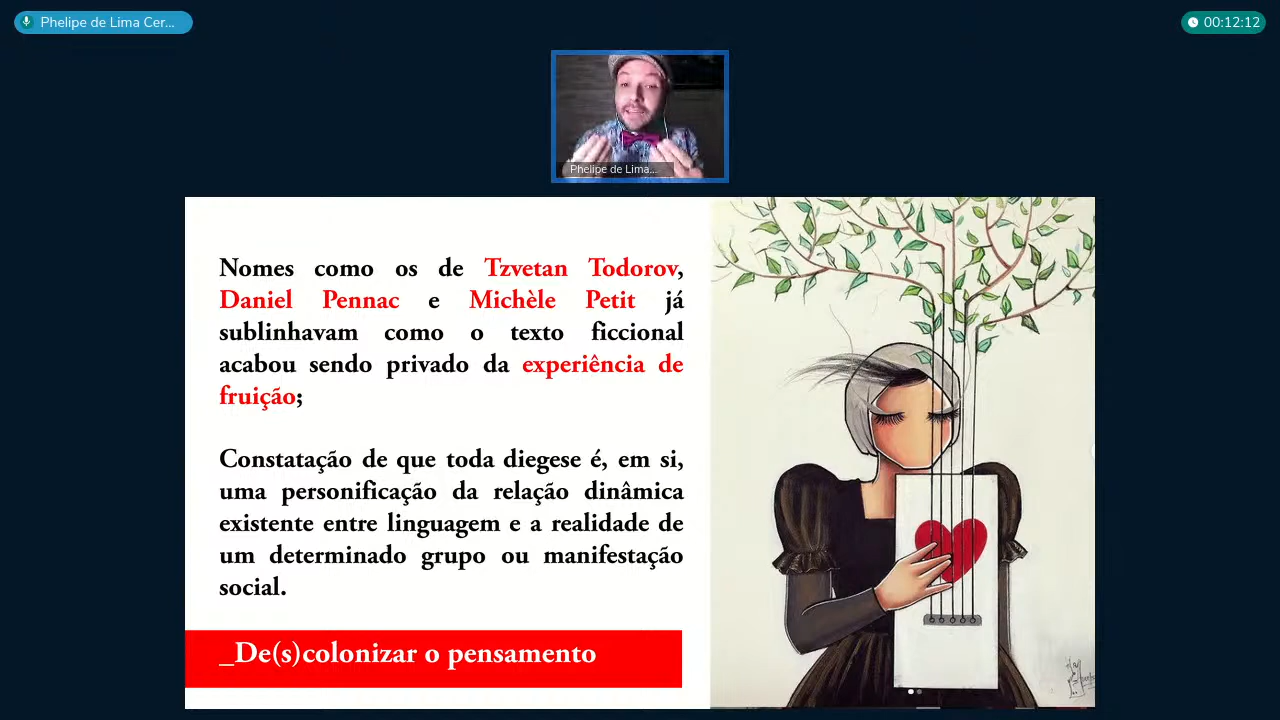 Phelipe de Lima Cer...
00:12:12
Phelipe de Lima...
Nomes como os de Tzvetan Todorov,
Daniel Pennac e Michèle Petit já
sublinhavam como o texto ficcional
acabou sendo privado da experiência de
fruição;
Constatação de que toda diegese é, em si,
uma personificação da relação dinâmica
existente entre linguagem e a realidade de
um determinado grupo ou manifestação
social.
_De(s)colonizar o pensamento